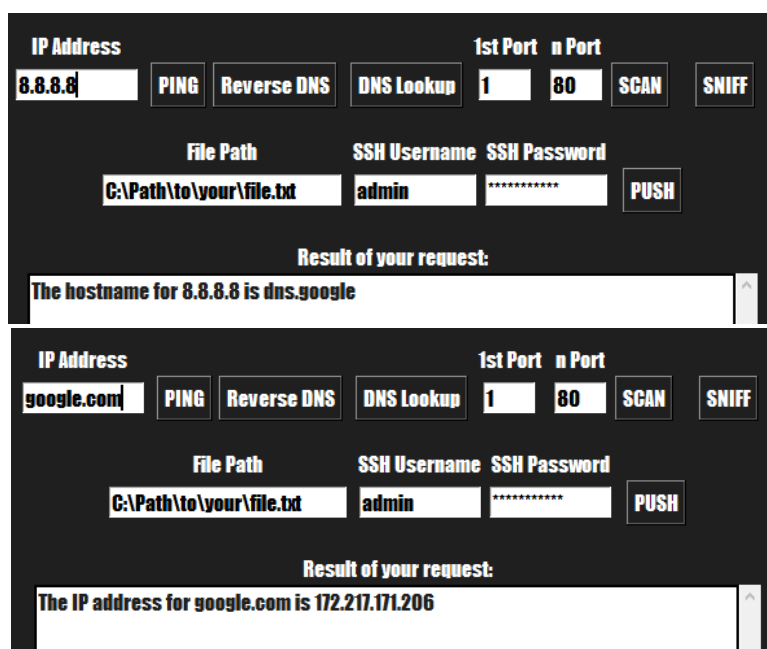 IP Address 1st Port n Port
8.8.8.8 PING Reverse DNS DNS Lookup 1 80 SCAN SNIFF
File Path SSH Username SSH Password
C:\Path\to\your\file.txt admin *********** PUSH
Result of your request:
The hostname for 8.8.8.8 is dns.google
IP Address 1st Port n Port
google.com PING Reverse DNS DNS Lookup 1 80 SCAN SNIFF
File Path SSH Username SSH Password
C:\Path\to\your\file.txt admin *********** PUSH
Result of your request:
The IP address for google.com is 172.217.171.206